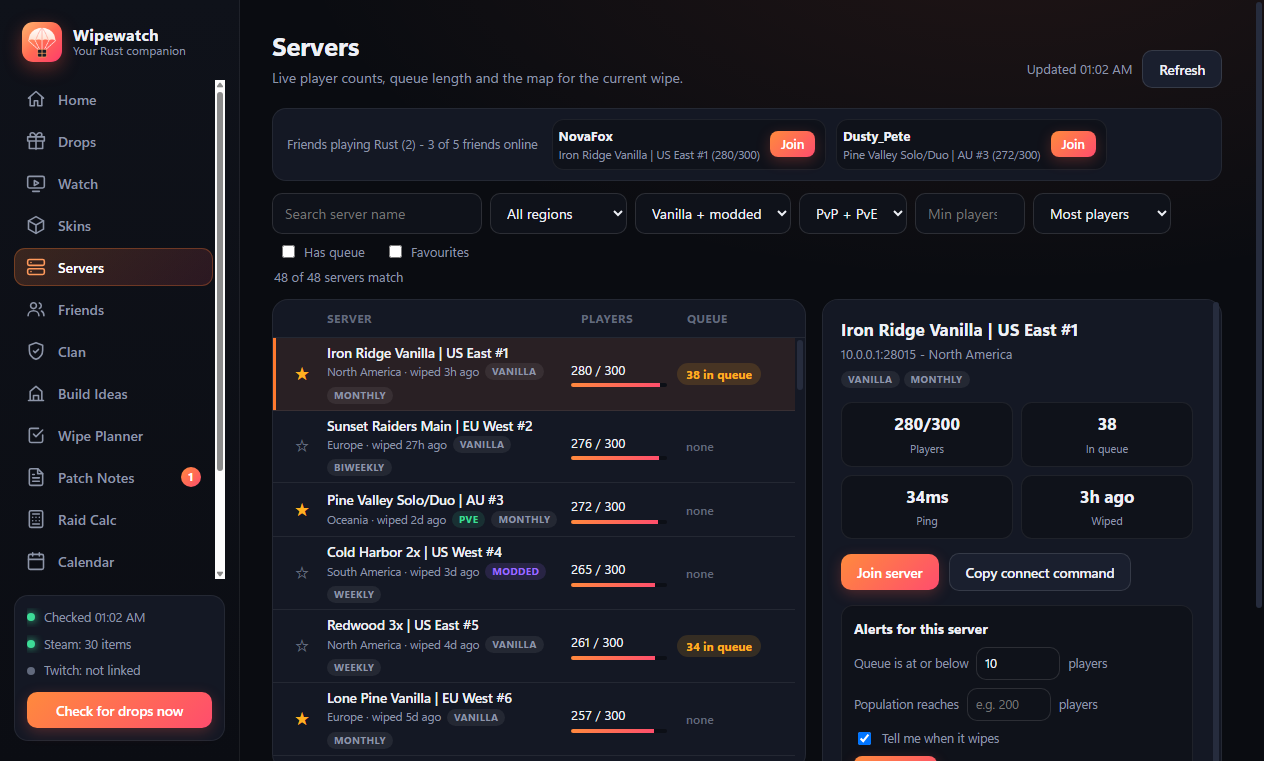 Wipewatch
Your Rust companion
Home
Drops
Watch
Skins
Servers
Friends
Clan
Build Ideas
Wipe Planner
Patch Notes 1
Raid Calc
Calendar
Checked 01:02 AM
Steam: 30 items
Twitch: not linked
Check for drops now
Servers
Live player counts, queue length and the map for the current wipe.
Updated 01:02 AM
Refresh
Friends playing Rust (2) - 3 of 5 friends online
NovaFox
Iron Ridge Vanilla | US East #1 (280/300)
Join
Dusty_Pete
Pine Valley Solo/Duo | AU #3 (272/300)
Join
Search server name
All regions
Vanilla + modded
PvP + PvE
Min players
Most players
Has queue
Favourites
48 of 48 servers match
SERVER PLAYERS QUEUE
Iron Ridge Vanilla | US East #1
North America · wiped 3h ago VANILLA
MONTHLY
280 / 300
38 in queue
Sunset Raiders Main | EU West #2
Europe · wiped 27h ago VANILLA
BIWEEKLY
276 / 300
none
Pine Valley Solo/Duo | AU #3
Oceania · wiped 2d ago PVE MONTHLY
272 / 300
none
Cold Harbor 2x | US West #4
South America · wiped 3d ago MODDED
WEEKLY
265 / 300
none
Redwood 3x | US East #5
North America · wiped 4d ago VANILLA
WEEKLY
261 / 300
34 in queue
Lone Pine Vanilla | EU West #6
Europe · wiped 5d ago VANILLA
MONTHLY
257 / 300
none
Iron Ridge Vanilla | US East #1
10.0.0.1:28015 - North America
VANILLA MONTHLY
280/300
Players
38
In queue
34ms
Ping
3h ago
Wiped
Join server
Copy connect command
Alerts for this server
Queue is at or below 10 players
Population reaches e.g. 200 players
Tell me when it wipes